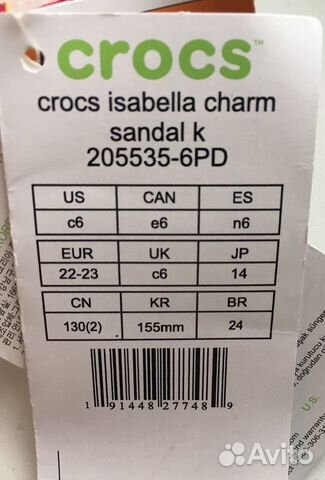 crocs™
crocs isabella charm
sandal k
205535-6PD
US CAN ES
c6 e6 n6
EUR UK JP
22-23 c6 14
CN KR BR
130(2) 155mm 24
1 91448 27748 9
U.S.
Avito